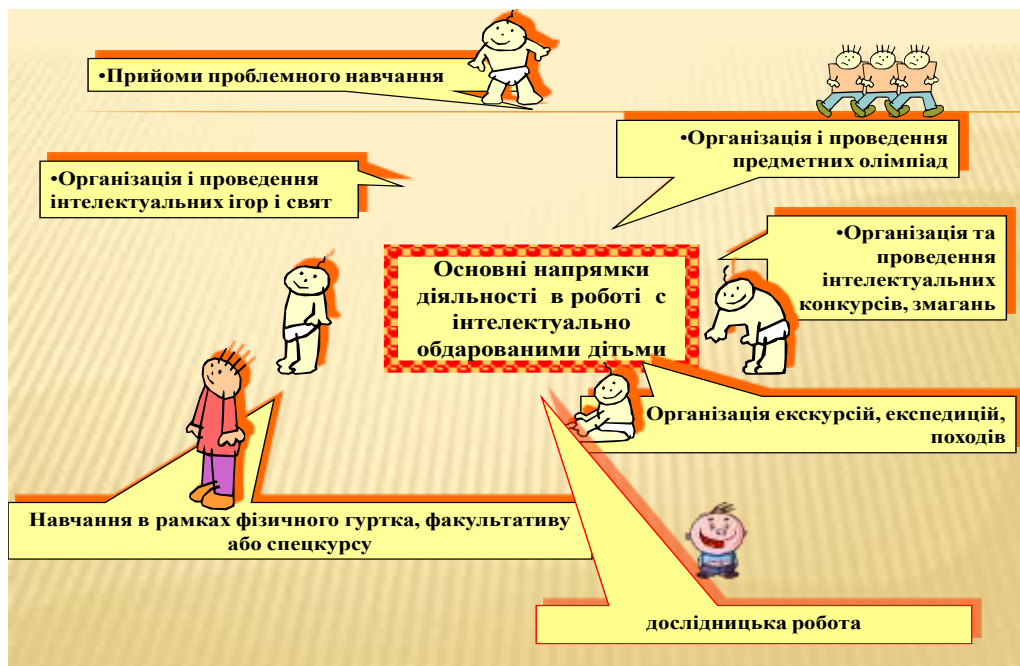 •Прийоми проблемного навчання
•Організація і проведення
предметних олімпіад
•Організація і проведення
інтелектуальних ігор і свят
•Організація та
проведення
інтелектуальних
конкурсів, змагань
Основні напрямки
діяльності в роботі с
інтелектуально
обдарованими дітьми
Організація екскурсій, експедицій,
походів
Навчання в рамках фізичного гуртка, факультативу
або спецкурсу
дослідницька робота